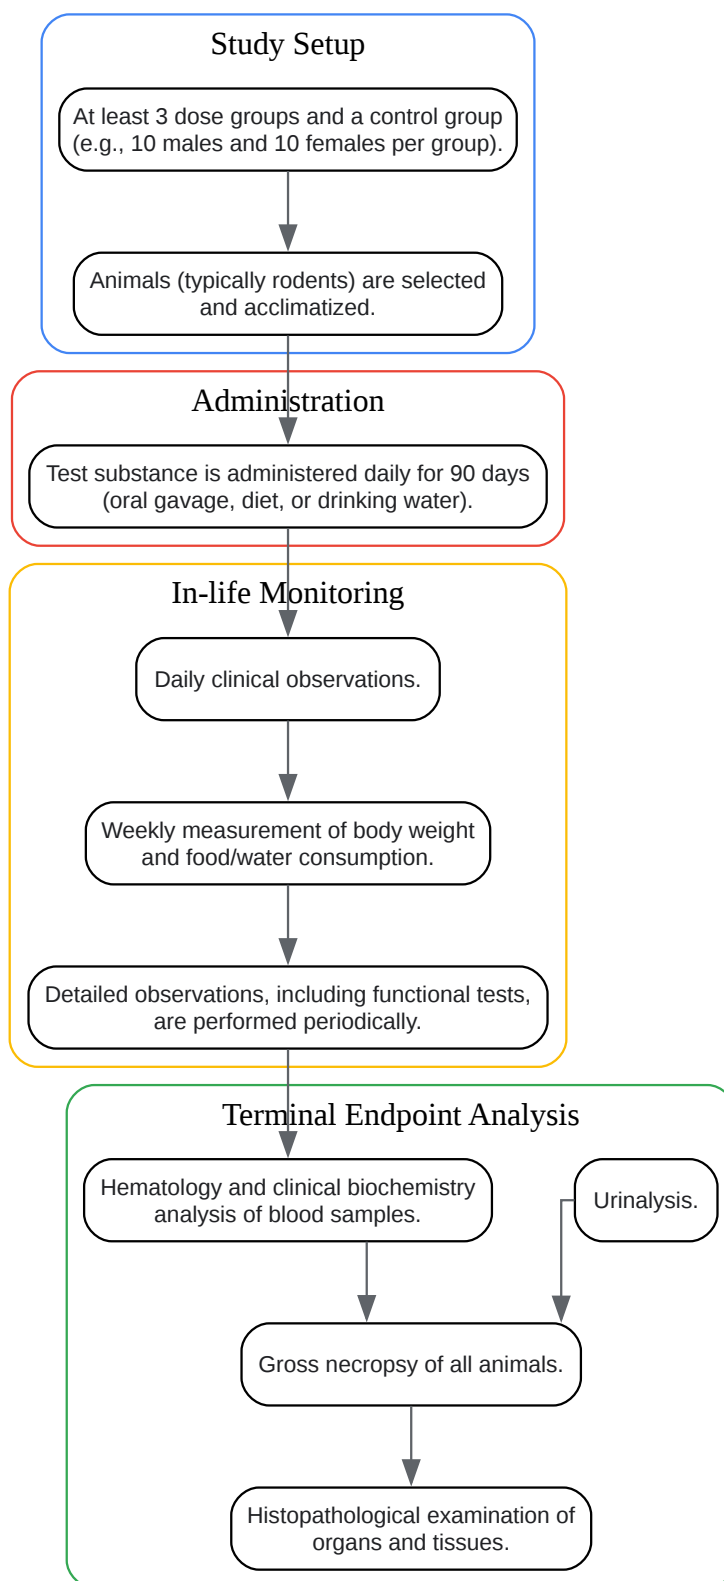 Study Setup
At least 3 dose groups and a control group
(e.g., 10 males and 10 females per group).
Animals (typically rodents) are selected
and acclimatized.
Administration
Test substance is administered daily for 90 days
(oral gavage, diet, or drinking water).
In-life Monitoring
Daily clinical observations.
Weekly measurement of body weight
and food/water consumption.
Detailed observations, including functional tests,
are performed periodically.
Terminal Endpoint Analysis
Hematology and clinical biochemistry
analysis of blood samples.
Urinalysis.
Gross necropsy of all animals.
Histopathological examination of
organs and tissues.